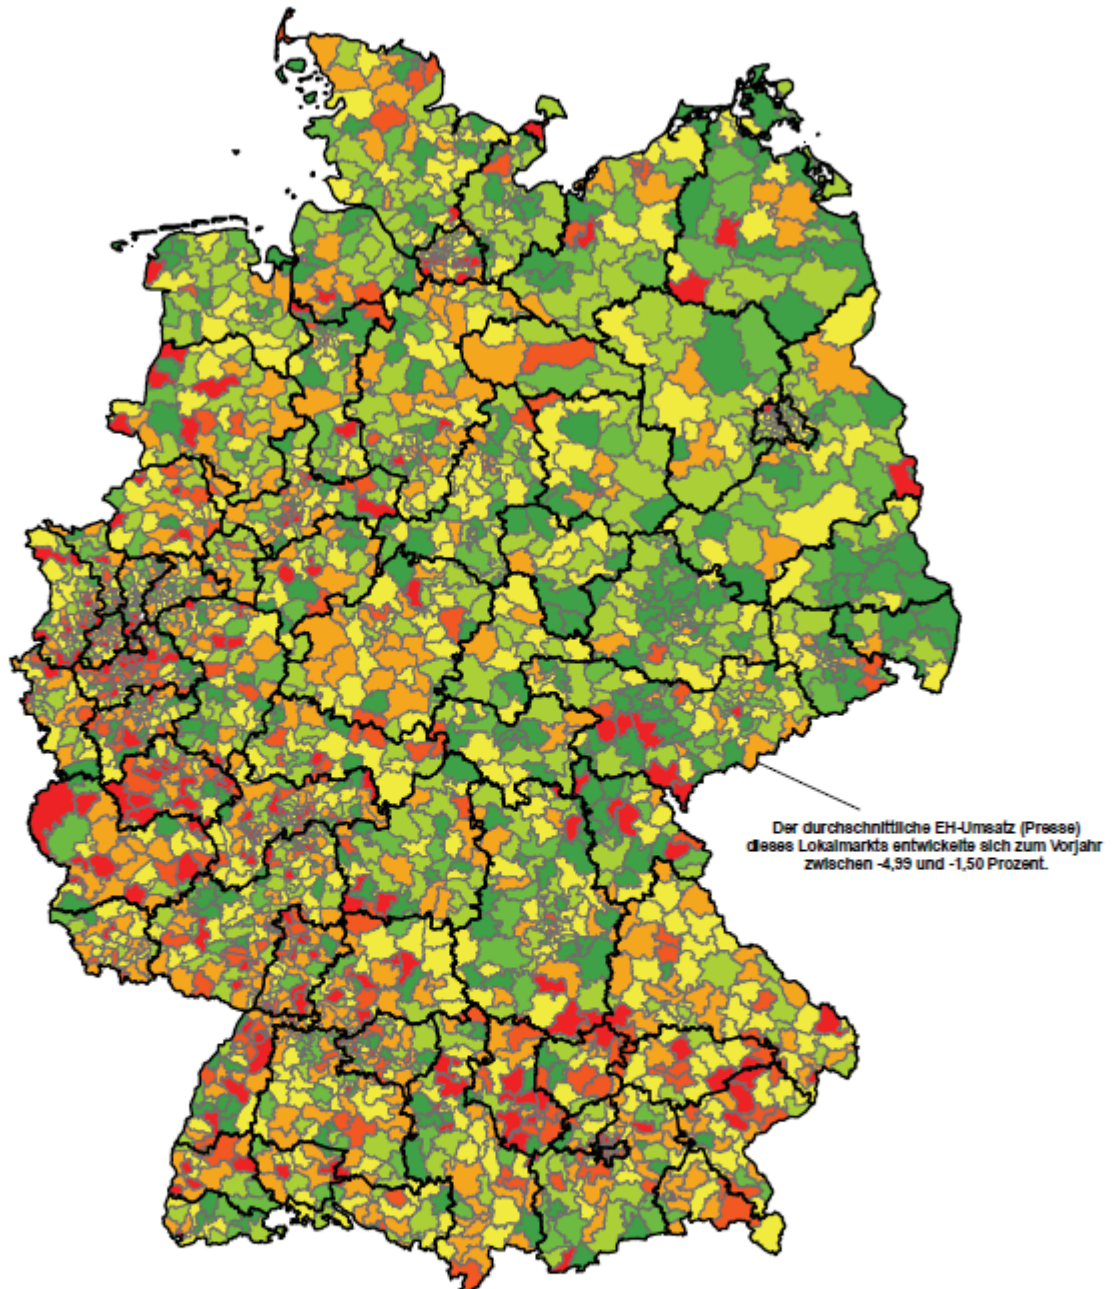 Der durchschnittliche EH-Umsatz (Presse)
dieses Lokalmarkts entwickelte sich zum Vorjahr
zwischen -4,99 und -1,50 Prozent.